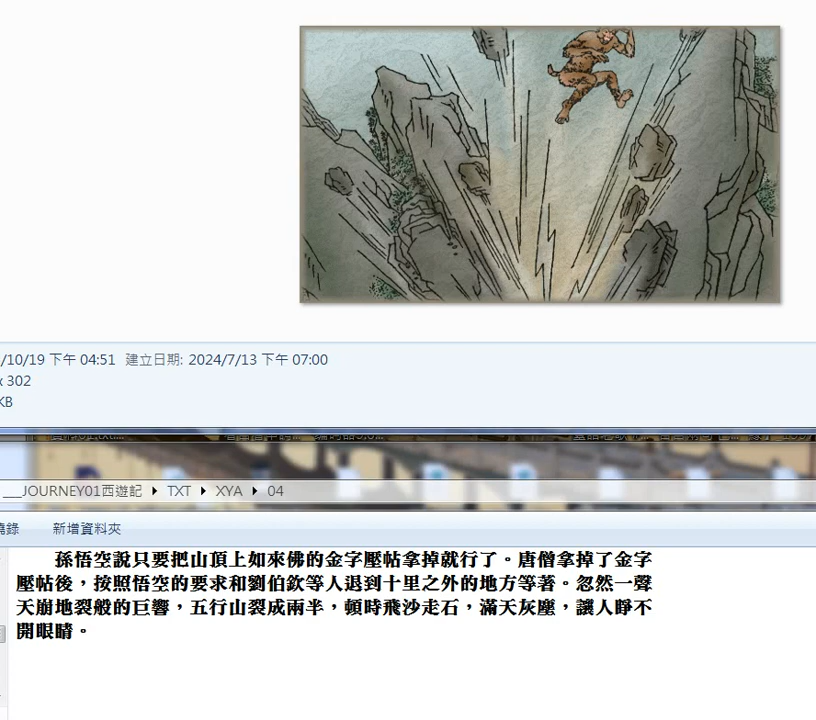 /10/19 下午 04:51 建立日期: 2024/7/13 下午 07:00
x 302
KB
___JOURNEY01西遊記 ▸ TXT ▸ XYA ▸ 04
燒錄 新增資料夾
孫悟空說只要把山頂上如來佛的金字壓帖拿掉就行了。唐僧拿掉了金字
壓帖後，按照悟空的要求和劉伯欽等人退到十里之外的地方等著。忽然一聲
天崩地裂般的巨響，五行山裂成兩半，頓時飛沙走石，滿天灰塵，讓人睜不
開眼睛。